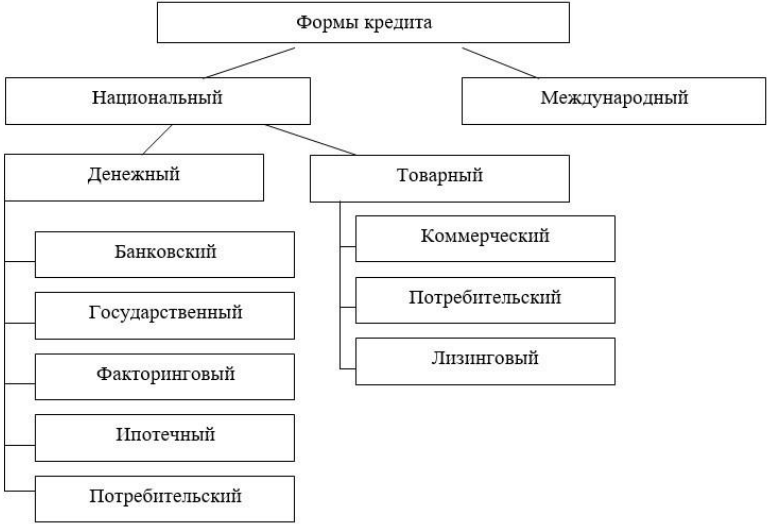 Формы кредита
Национальный
Международный
Денежный
Товарный
Банковский
Государственный
Факторинговый
Ипотечный
Потребительский
Коммерческий
Потребительский
Лизинговый